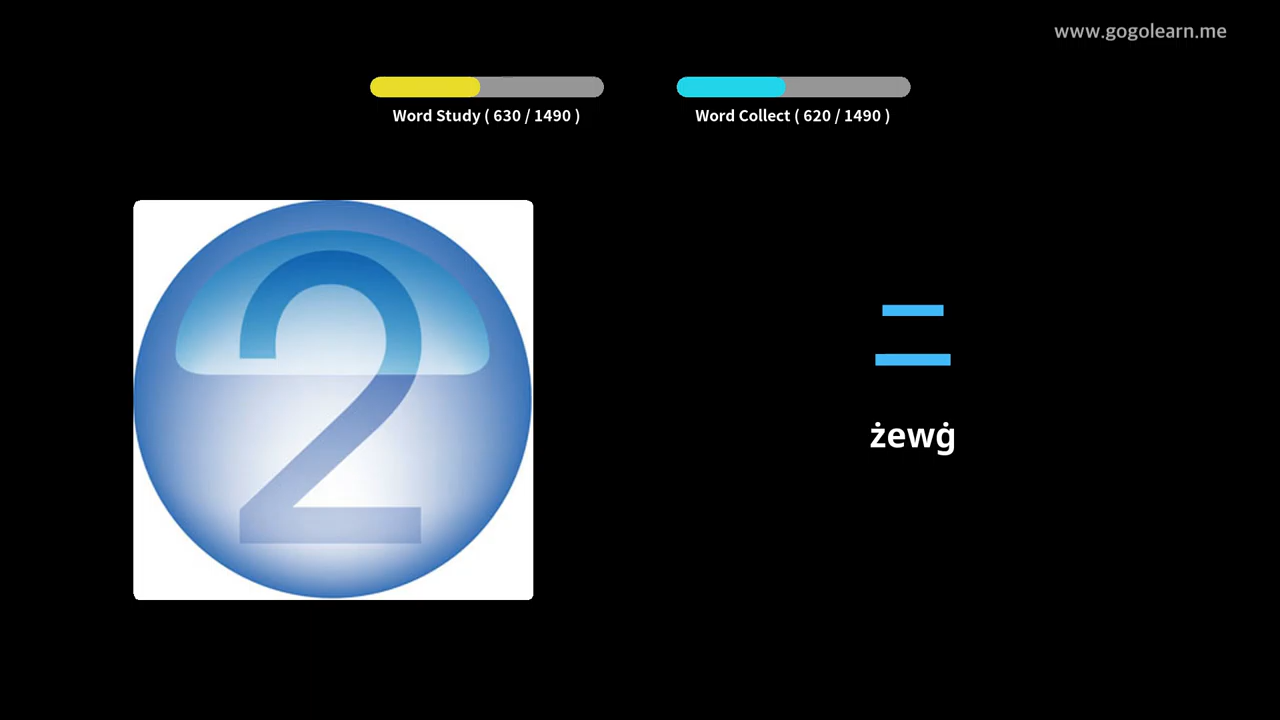 www.gogolearn.me
Word Study ( 630 / 1490 )
Word Collect ( 620 / 1490 )
2
二
żewġ